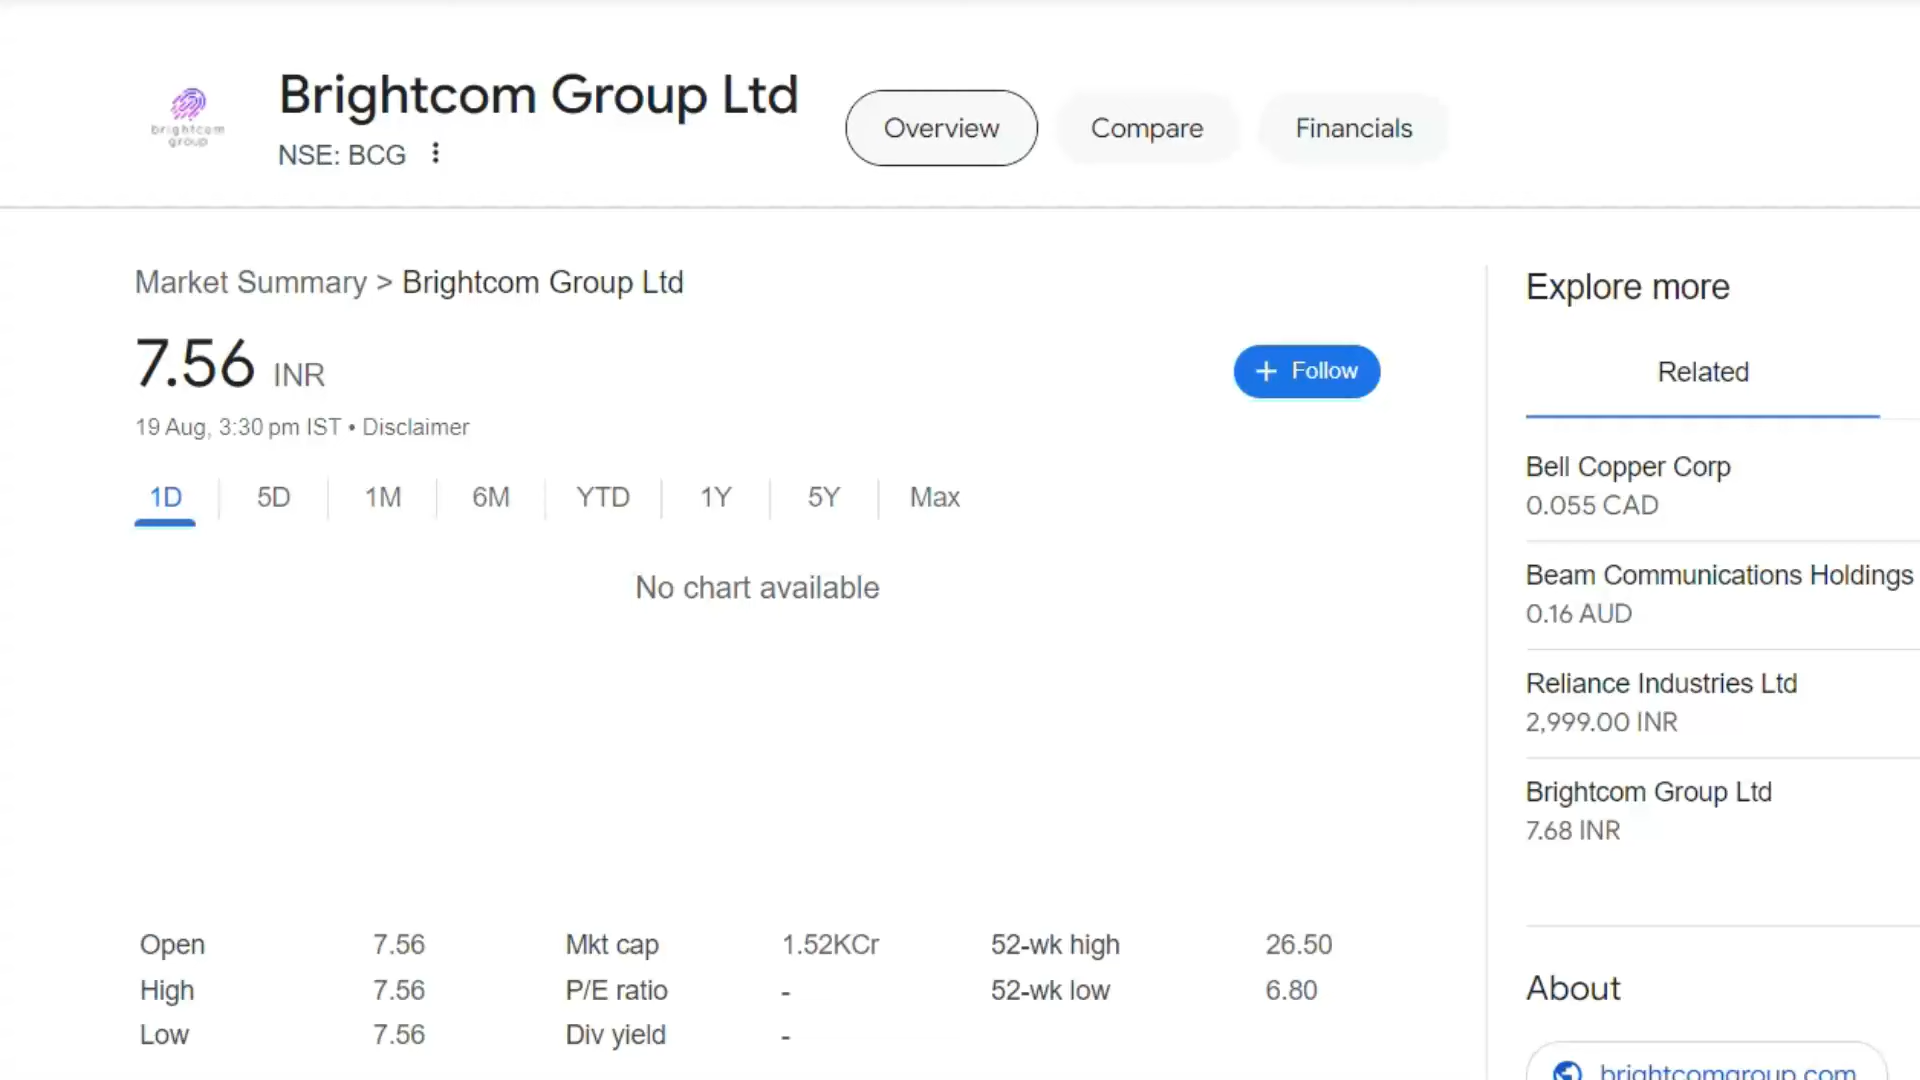 brightcom
group
Brightcom Group Ltd
NSE: BCG
Overview
Compare
Financials
Market Summary > Brightcom Group Ltd
7.56 INR
+ Follow
19 Aug, 3:30 pm IST • Disclaimer
1D 5D 1M 6M YTD 1Y 5Y Max
No chart available
Open 7.56 Mkt cap 1.52KCr 52-wk high 26.50
High 7.56 P/E ratio - 52-wk low 6.80
Low 7.56 Div yield -
Explore more
Related
Bell Copper Corp
0.055 CAD
Beam Communications Holdings
0.16 AUD
Reliance Industries Ltd
2,999.00 INR
Brightcom Group Ltd
7.68 INR
About
brightcomgroup.com